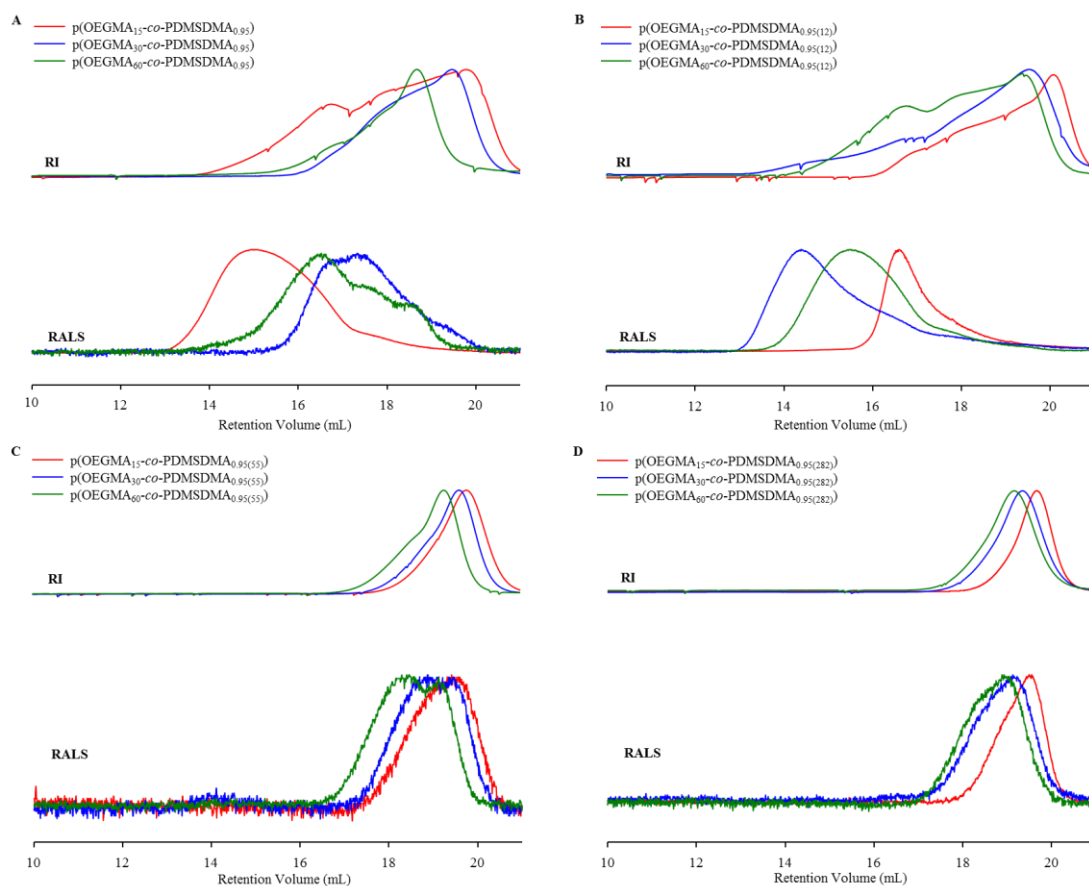 A
p(OEGMA₁₅-co-PDMSDMA₀.₉₅)
p(OEGMA₃₀-co-PDMSDMA₀.₉₅)
p(OEGMA₆₀-co-PDMSDMA₀.₉₅)
RI
RALS
10 12 14 16 18 20
Retention Volume (mL)
B
p(OEGMA₁₅-co-PDMSDMA₀.₉₅₍₁₂₎)
p(OEGMA₃₀-co-PDMSDMA₀.₉₅₍₁₂₎)
p(OEGMA₆₀-co-PDMSDMA₀.₉₅₍₁₂₎)
RI
RALS
10 12 14 16 18 20
Retention Volume (mL)
C
p(OEGMA₁₅-co-PDMSDMA₀.₉₅₍₅₅₎)
p(OEGMA₃₀-co-PDMSDMA₀.₉₅₍₅₅₎)
p(OEGMA₆₀-co-PDMSDMA₀.₉₅₍₅₅₎)
RI
RALS
10 12 14 16 18 20
Retention Volume (mL)
D
p(OEGMA₁₅-co-PDMSDMA₀.₉₅₍₂₈₂₎)
p(OEGMA₃₀-co-PDMSDMA₀.₉₅₍₂₈₂₎)
p(OEGMA₆₀-co-PDMSDMA₀.₉₅₍₂₈₂₎)
RI
RALS
10 12 14 16 18 20
Retention Volume (mL)